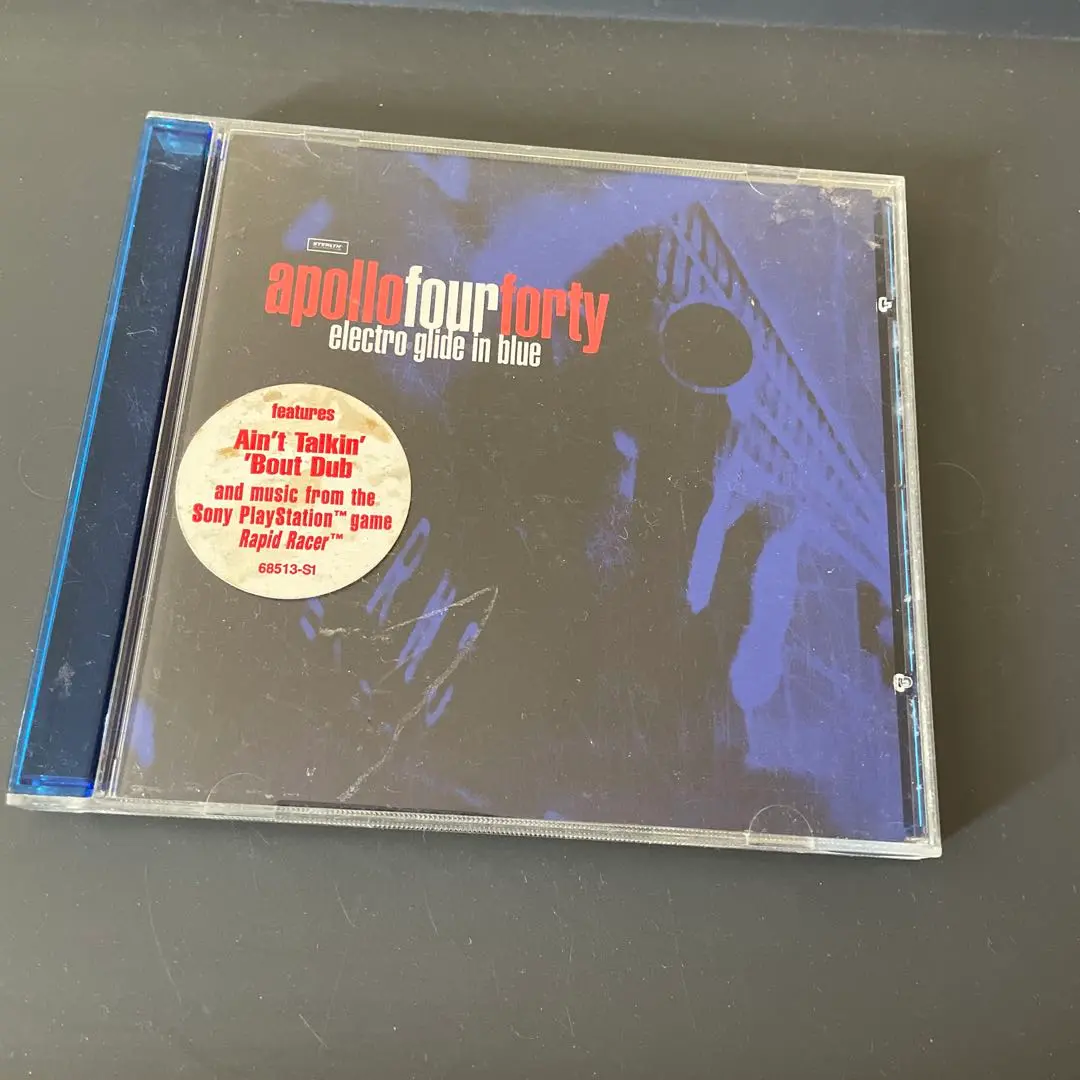 STEALTH
apollofourforty
electro glide in blue
features
Ain't Talkin'
'Bout Dub
and music from the
Sony PlayStation™ game
Rapid Racer™
68513-S1